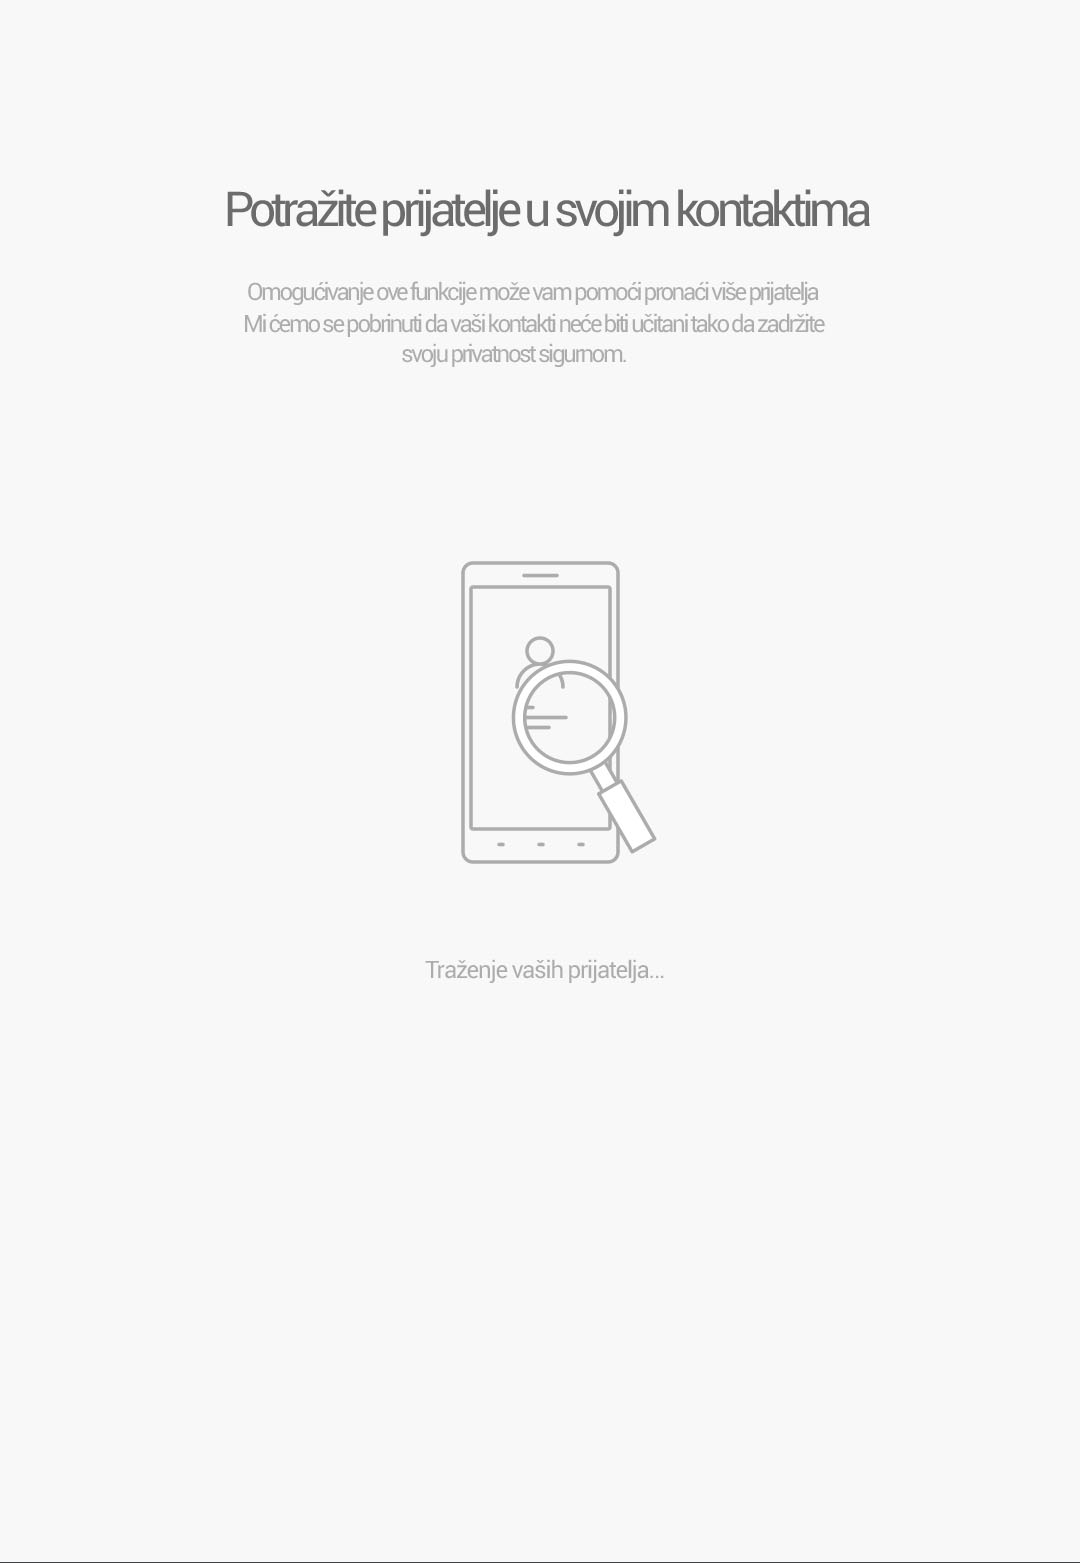 Potražite prijatelje u svojim kontaktima
Omogućivanje ove funkcije može vam pomoći pronaći više prijatelja
Mi ćemo se pobrinuti da vaši kontakti neće biti učitani tako da zadržite
svoju privatnost sigurnom.
Traženje vaših prijatelja...